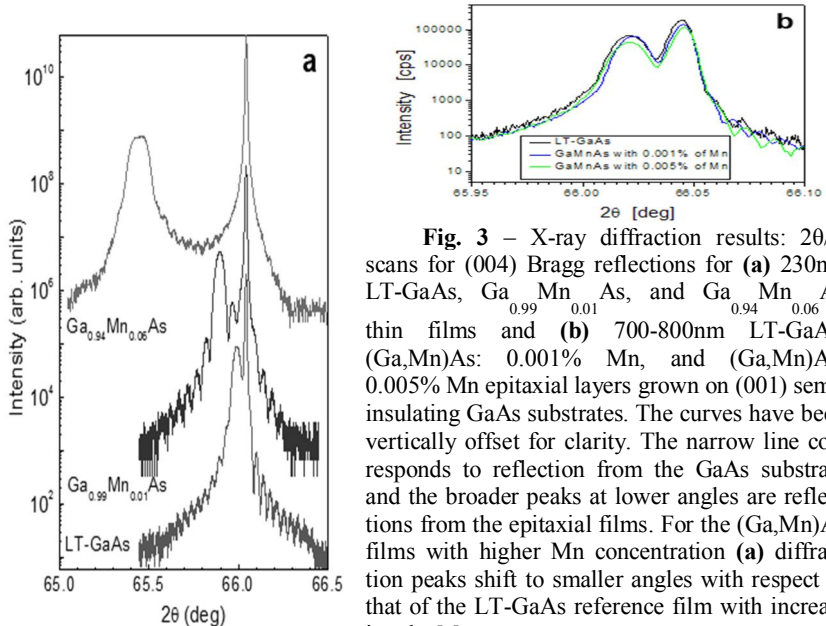 a
10^10
10^8
10^6
10^4
10^2
Intensity (arb. units)
Ga0.94Mn0.06As
Ga0.99Mn0.01As
LT-GaAs
65.0 65.5 66.0 66.5
2θ (deg)
b
100000
10000
1000
100
10
Intensity [cps]
LT-GaAs
GaMnAs with 0.001% of Mn
GaMnAs with 0.005% of Mn
65.95 66.00 66.05 66.10
2θ [deg]
Fig. 3 – X-ray diffraction results: 2θ/
scans for (004) Bragg reflections for (a) 230n
LT-GaAs, Ga0.99Mn0.01As, and Ga0.94Mn0.06A
thin films and (b) 700-800nm LT-GaA
(Ga,Mn)As: 0.001% Mn, and (Ga,Mn)A
0.005% Mn epitaxial layers grown on (001) sem
insulating GaAs substrates. The curves have bee
vertically offset for clarity. The narrow line co
responds to reflection from the GaAs substra
and the broader peaks at lower angles are refle
tions from the epitaxial films. For the (Ga,Mn)A
films with higher Mn concentration (a) diffra
tion peaks shift to smaller angles with respect
that of the LT-GaAs reference film with increa